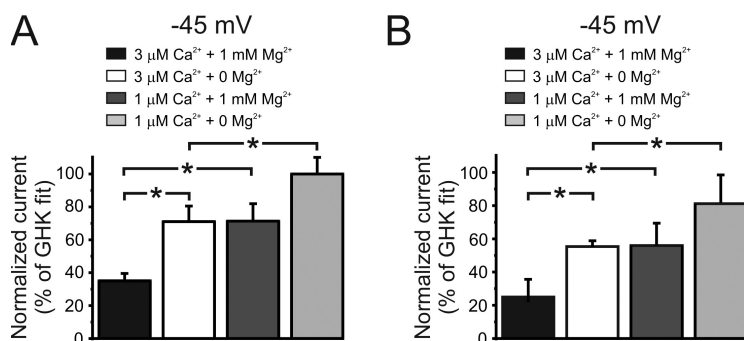 A
-45 mV
3 μM Ca²⁺ + 1 mM Mg²⁺
3 μM Ca²⁺ + 0 Mg²⁺
1 μM Ca²⁺ + 1 mM Mg²⁺
1 μM Ca²⁺ + 0 Mg²⁺
Normalized current
(% of GHK fit)
100
80
60
40
20
0
*
*
*
B
-45 mV
3 μM Ca²⁺ + 1 mM Mg²⁺
3 μM Ca²⁺ + 0 Mg²⁺
1 μM Ca²⁺ + 1 mM Mg²⁺
1 μM Ca²⁺ + 0 Mg²⁺
Normalized current
(% of GHK fit)
100
80
60
40
20
0
*
*
*